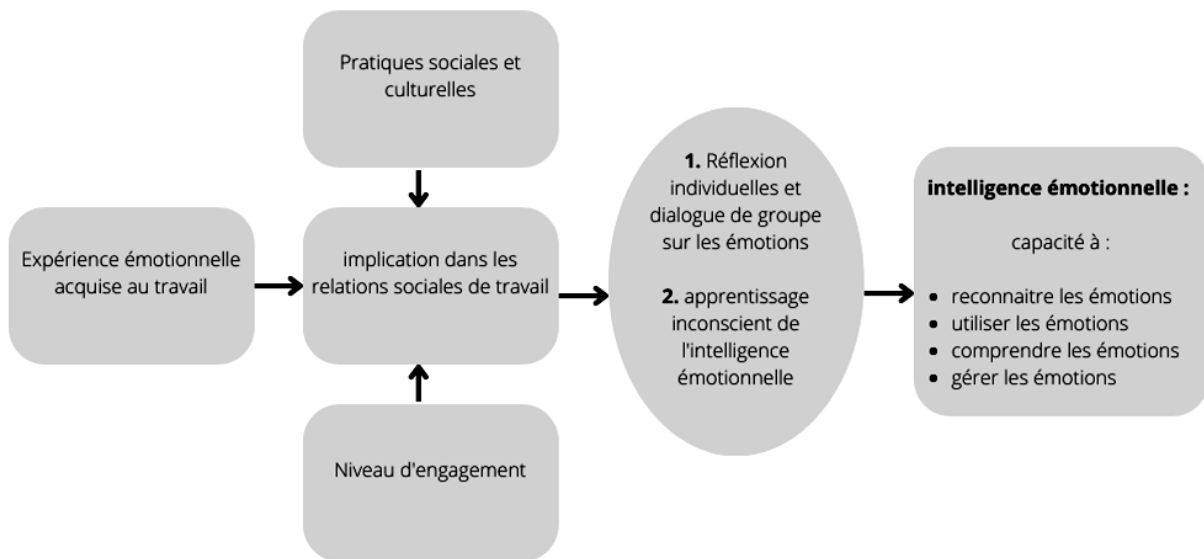 Pratiques sociales et
culturelles
Expérience émotionnelle
acquise au travail
implication dans les
relations sociales de travail
Niveau d'engagement
1. Réflexion
individuelles et
dialogue de groupe
sur les émotions
2. apprentissage
inconscient de
l'intelligence
émotionnelle
intelligence émotionnelle :
capacité à :
• reconnaitre les émotions
• utiliser les émotions
• comprendre les émotions
• gérer les émotions